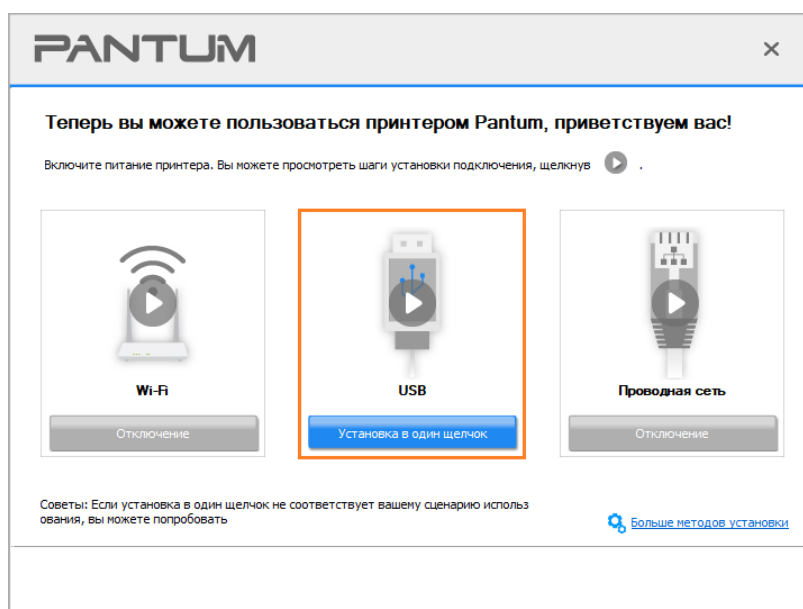 PANTUM
Теперь вы можете пользоваться принтером Pantum, приветствуем вас!
Включите питание принтера. Вы можете просмотреть шаги установки подключения, щелкнув .
Wi-Fi
Отключение
USB
Установка в один щелчок
Проводная сеть
Отключение
Советы: Если установка в один щелчок не соответствует вашему сценарию использ
ования, вы можете попробовать
Больше методов установки